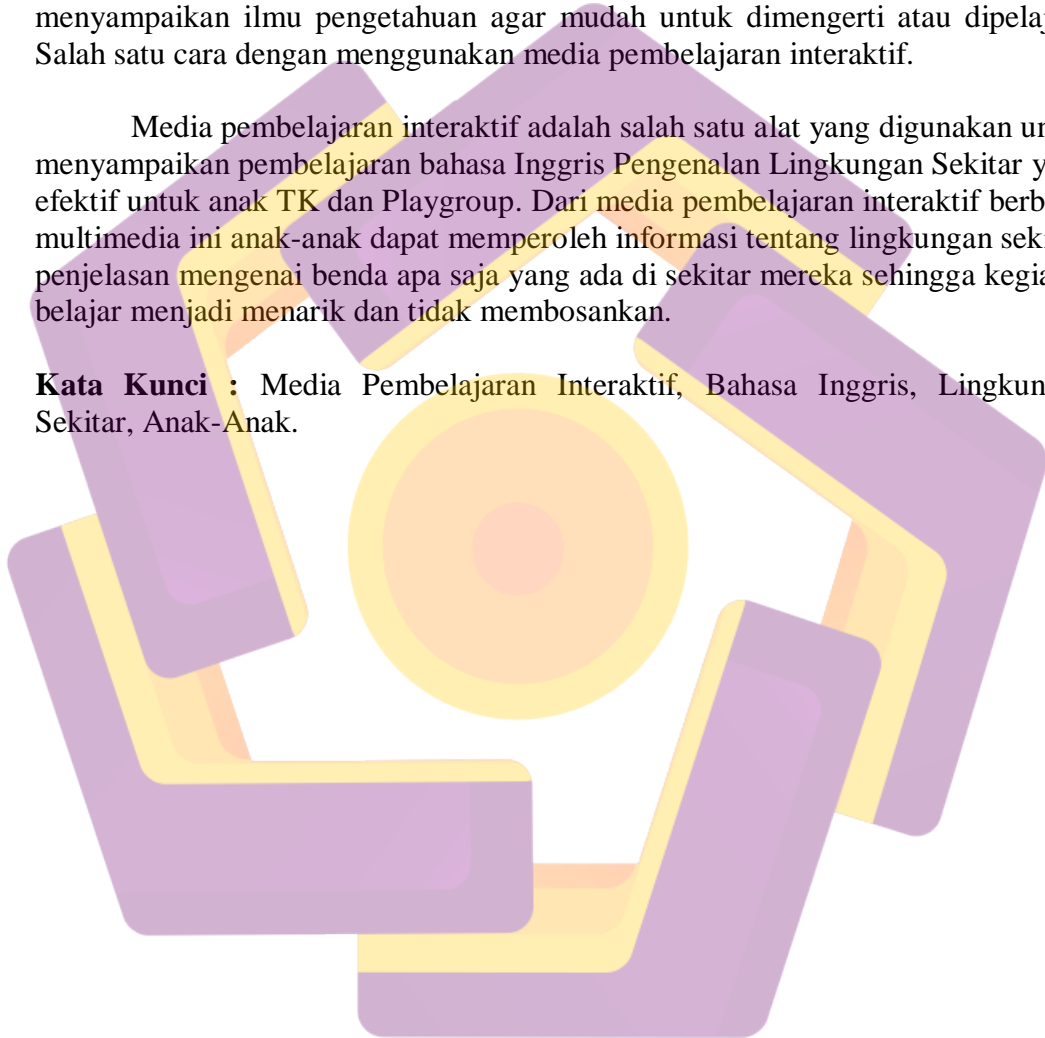 menyampaikan ilmu pengetahuan agar mudah untuk dimengerti atau dipelaj
Salah satu cara dengan menggunakan media pembelajaran interaktif.
Media pembelajaran interaktif adalah salah satu alat yang digunakan un
menyampaikan pembelajaran bahasa Inggris Pengenalan Lingkungan Sekitar y
efektif untuk anak TK dan Playgroup. Dari media pembelajaran interaktif berb
multimedia ini anak-anak dapat memperoleh informasi tentang lingkungan seki
penjelasan mengenai benda apa saja yang ada di sekitar mereka sehingga kegia
belajar menjadi menarik dan tidak membosankan.
Kata Kunci : Media Pembelajaran Interaktif, Bahasa Inggris, Lingkun
Sekitar, Anak-Anak.